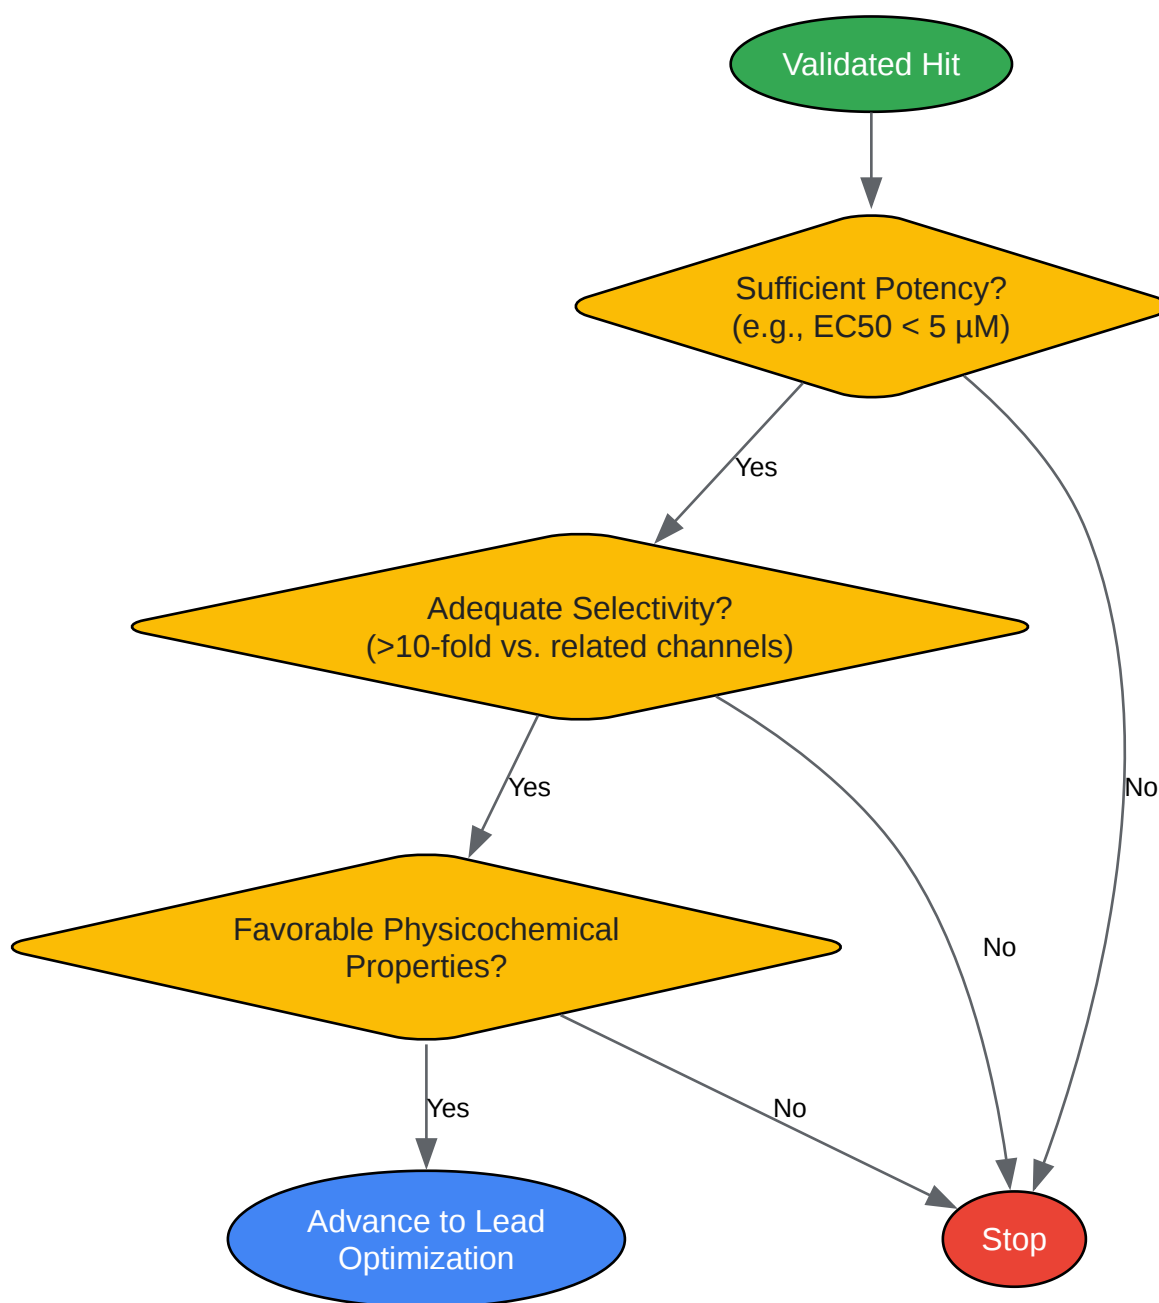 Validated Hit
Sufficient Potency?
(e.g., EC50 < 5 µM)
Yes
Adequate Selectivity?
(>10-fold vs. related channels)
Yes
No
Favorable Physicochemical
Properties?
No
Yes
No
Advance to Lead
Optimization
Stop